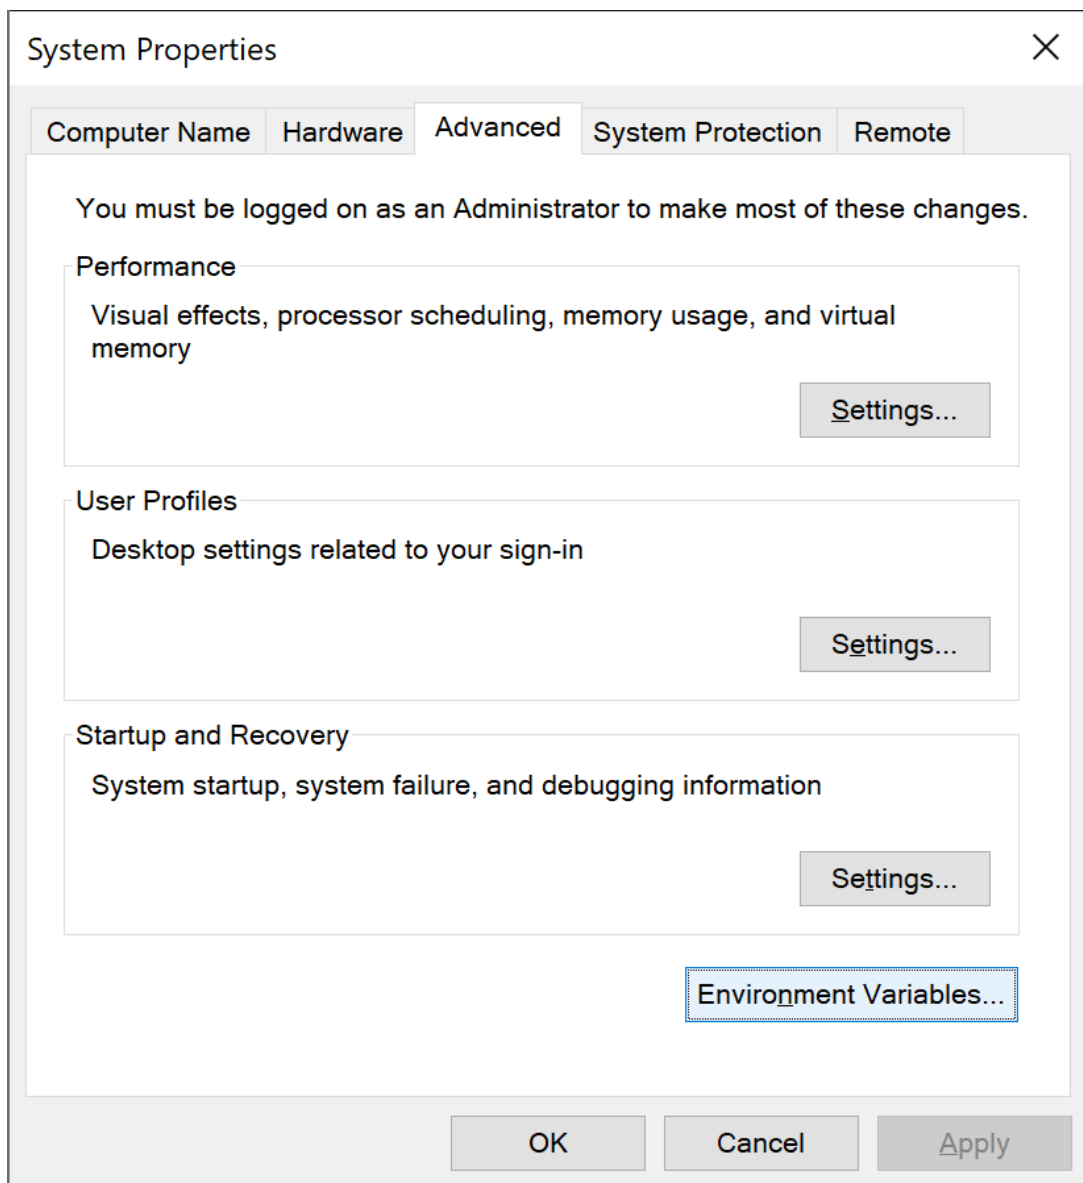 System Properties
Computer Name Hardware Advanced System Protection Remote
You must be logged on as an Administrator to make most of these changes.
Performance
Visual effects, processor scheduling, memory usage, and virtual
memory
Settings...
User Profiles
Desktop settings related to your sign-in
Settings...
Startup and Recovery
System startup, system failure, and debugging information
Settings...
Environment Variables...
OK Cancel Apply